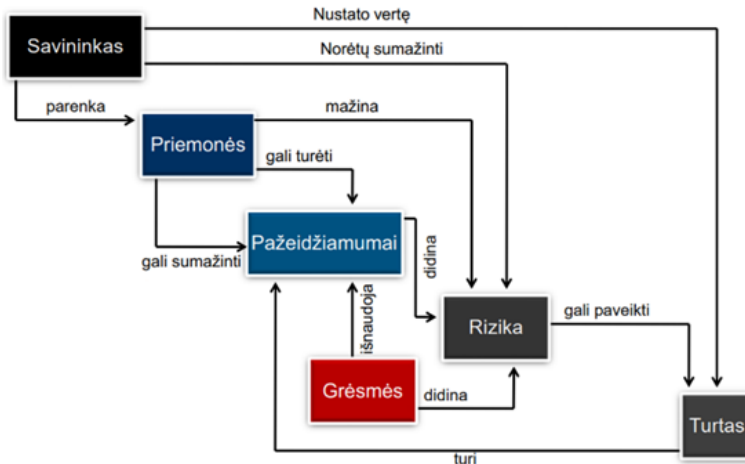 Nustato vertę
Savininkas
Norėtų sumažinti
parenka
mažina
Priemonės
gali turėti
Pažeidžiamumai
gali sumažinti
didina
išnaudoja
Rizika
gali paveikti
Grėsmės
didina
Turtas
turi